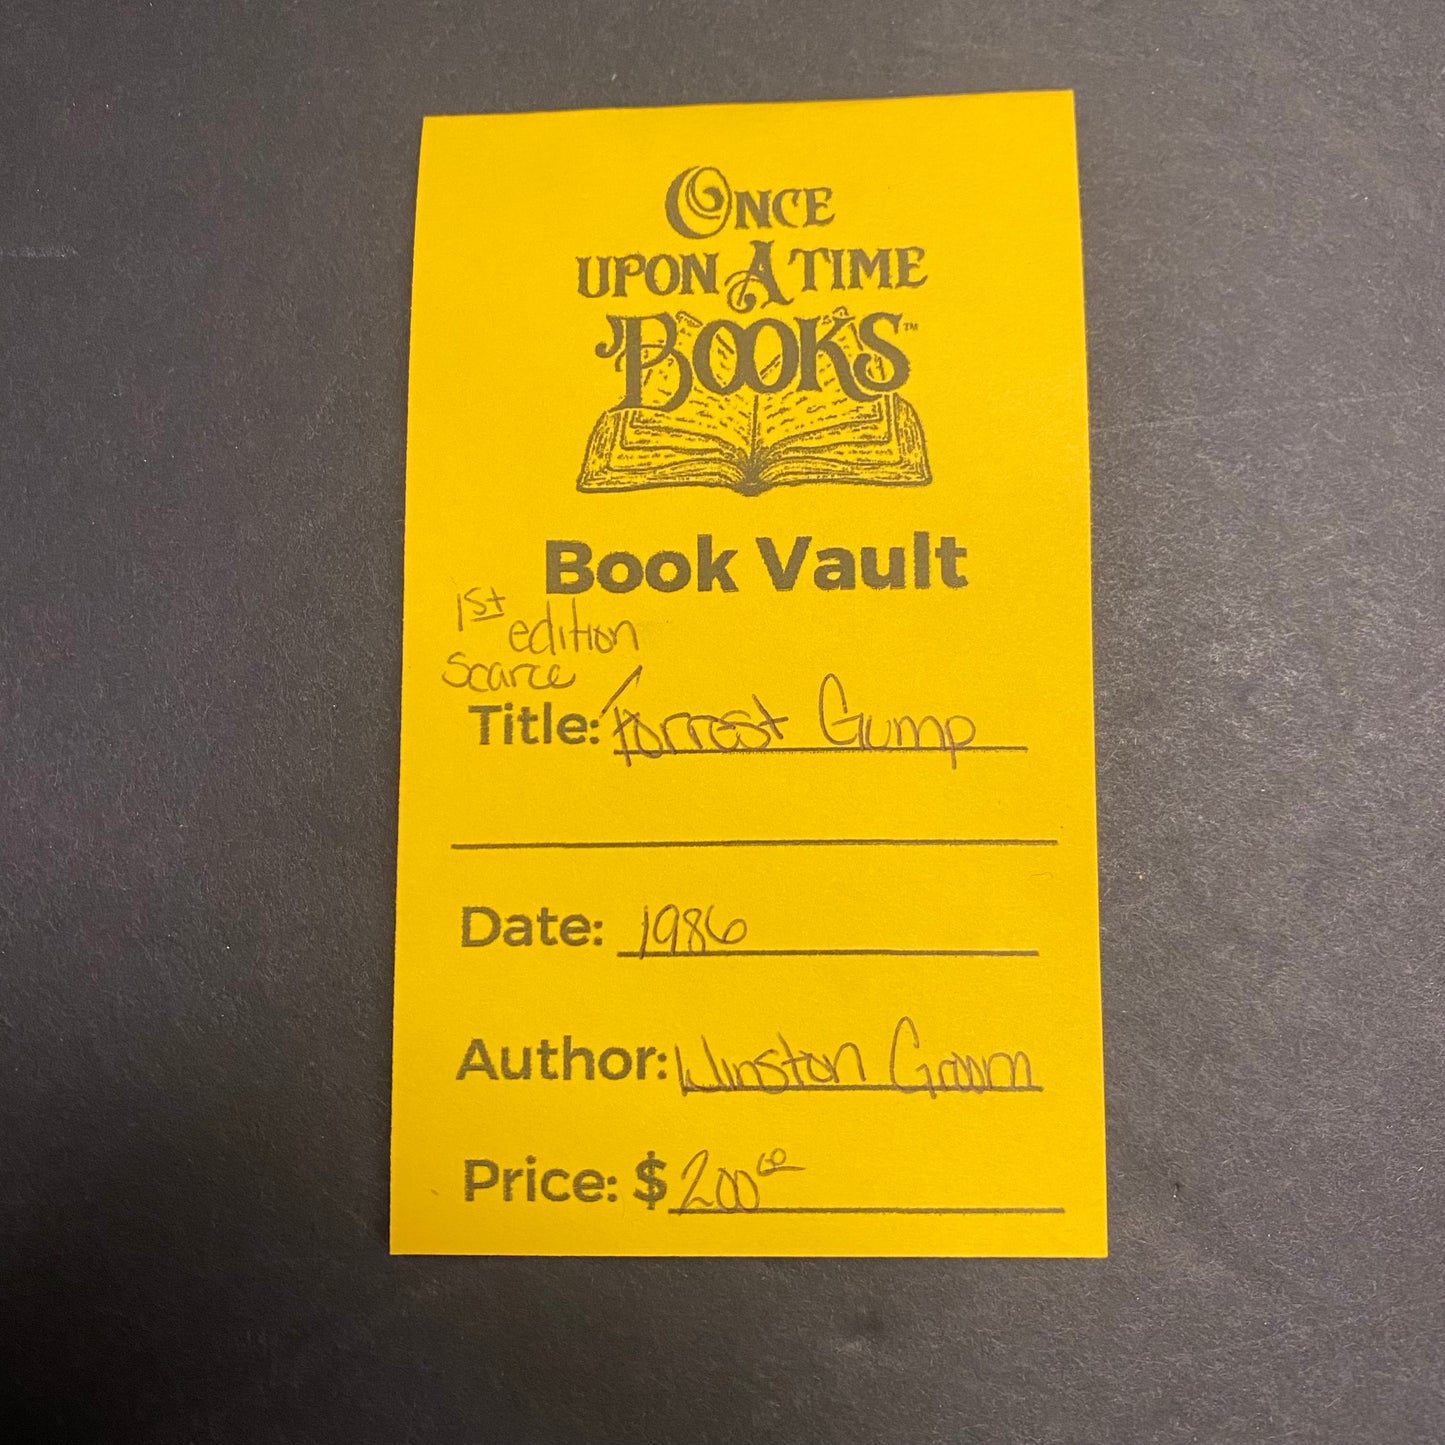 ONCE
UPON A TIME
BOOKS™
Book Vault
1st edition
scarce
Title: Forrest Gump
Date: 1986
Author: Winston Groom
Price: $ 200 00